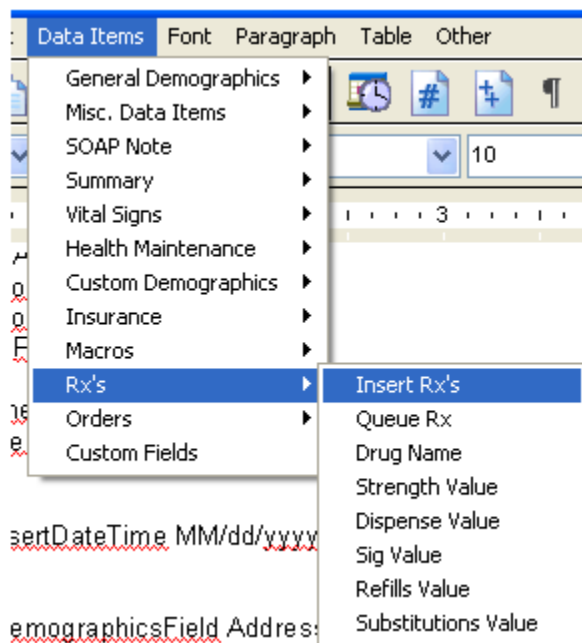 Data Items Font Paragraph Table Other
General Demographics
Misc. Data Items
# ¶
SOAP Note
10
Summary
Vital Signs
3
Health Maintenance
Custom Demographics
Insurance
Macros
Rx's
Insert Rx's
Orders
Queue Rx
Custom Fields
Drug Name
Strength Value
Dispense Value
sertDateTime MM/dd/yyyy
Sig Value
Refills Value
emographicsField Addres
Substitutions Value